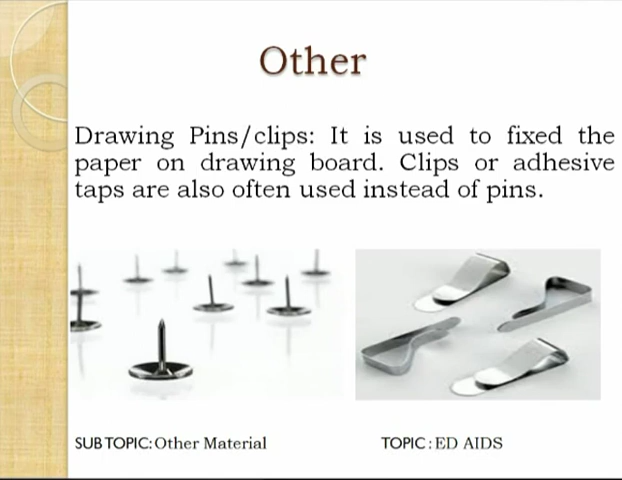 Other
Drawing Pins/clips: It is used to fixed the
paper on drawing board. Clips or adhesive
taps are also often used instead of pins.
SUB TOPIC: Other Material
TOPIC : ED AIDS